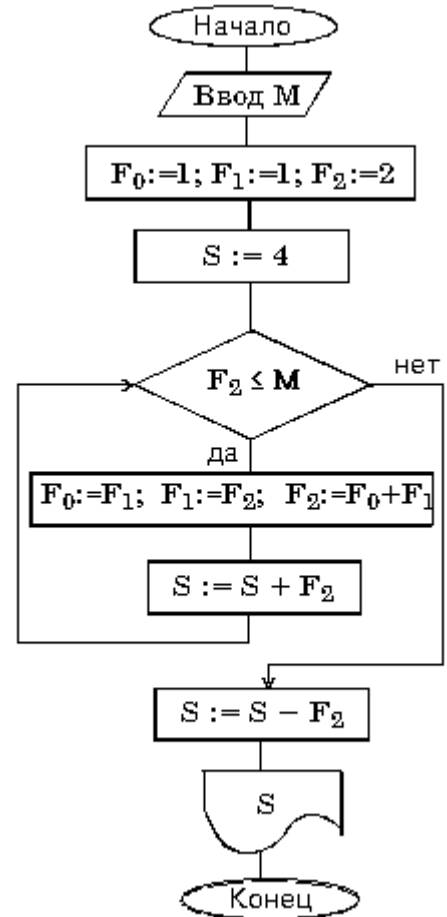 Начало
Ввод M
F₀:=1; F₁:=1; F₂:=2
S := 4
F₂ ≤ M
нет
да
F₀:=F₁; F₁:=F₂; F₂:=F₀+F₁
S := S + F₂
S := S − F₂
S
Конец